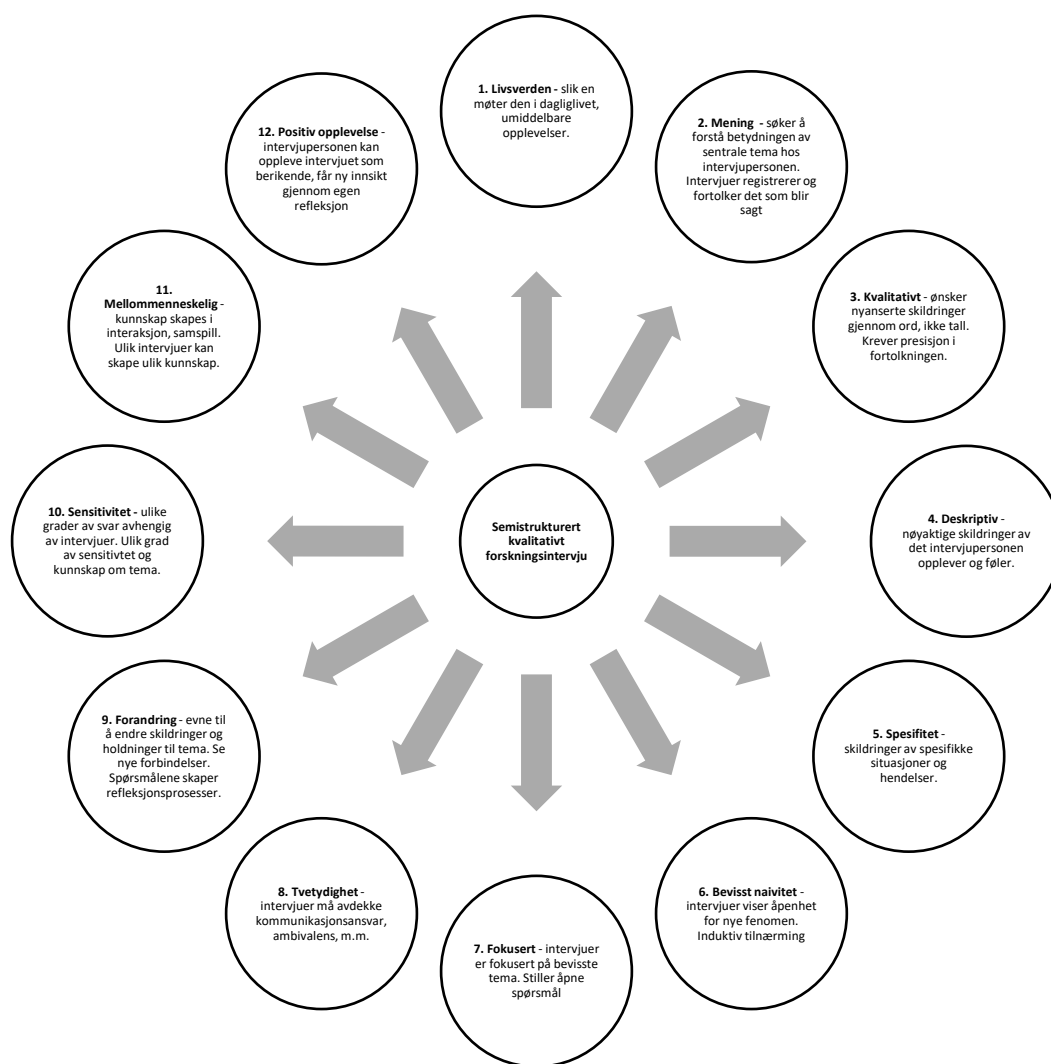 1. Livsverden - slik en
møter den i dagliglivet,
umiddelbare
opplevelser.
2. Mening - søker å
forstå betydningen av
sentrale tema hos
intervjupersonen.
Intervjuer registrerer og
fortolker det som blir
sagt
3. Kvalitativt - ønsker
nyanserte skildringer
gjennom ord, ikke tall.
Krever presisjon i
fortolkningen.
4. Deskriptiv -
nøyaktige skildringer av
det intervjupersonen
opplever og føler.
5. Spesifitet -
skildringer av spesifikke
situasjoner og
hendelser.
6. Bevisst naivitet -
intervjuer viser åpenhet
for nye fenomen.
Induktiv tilnærming
7. Fokusert - intervjuer
er fokusert på bevisste
tema. Stiller åpne
spørsmål
8. Tvetydighet -
intervjuer må avdekke
kommunikasjonsansvar,
ambivalens, m.m.
9. Forandring - evne til
å endre skildringer og
holdninger til tema. Se
nye forbindelser.
Spørsmålene skaper
refleksjonsprosesser.
10. Sensitivitet - ulike
grader av svar avhengig
av intervjuer. Ulik grad
av sensitivtet og
kunnskap om tema.
11.
Mellommenneskelig -
kunnskap skapes i
interaksjon, samspill.
Ulik intervjuer kan
skape ulik kunnskap.
12. Positiv opplevelse -
intervjupersonen kan
oppleve intervjuet som
berikende, får ny innsikt
gjennom egen
refleksjon
Semistrukturert
kvalitativt
forskningsintervju